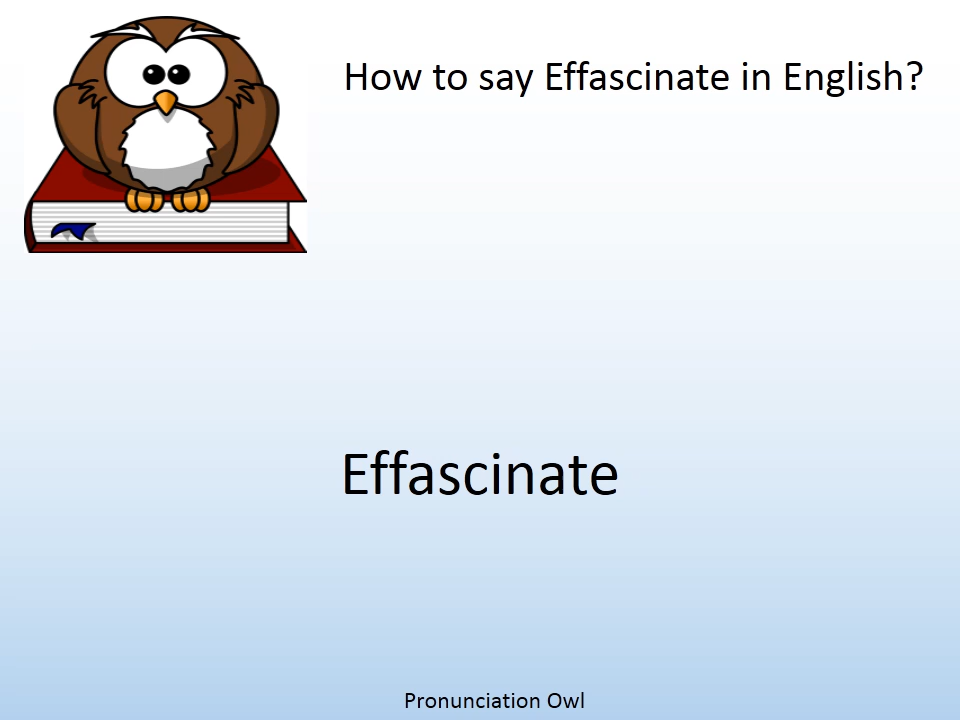 How to say Effascinate in English?
Effascinate
Pronunciation Owl